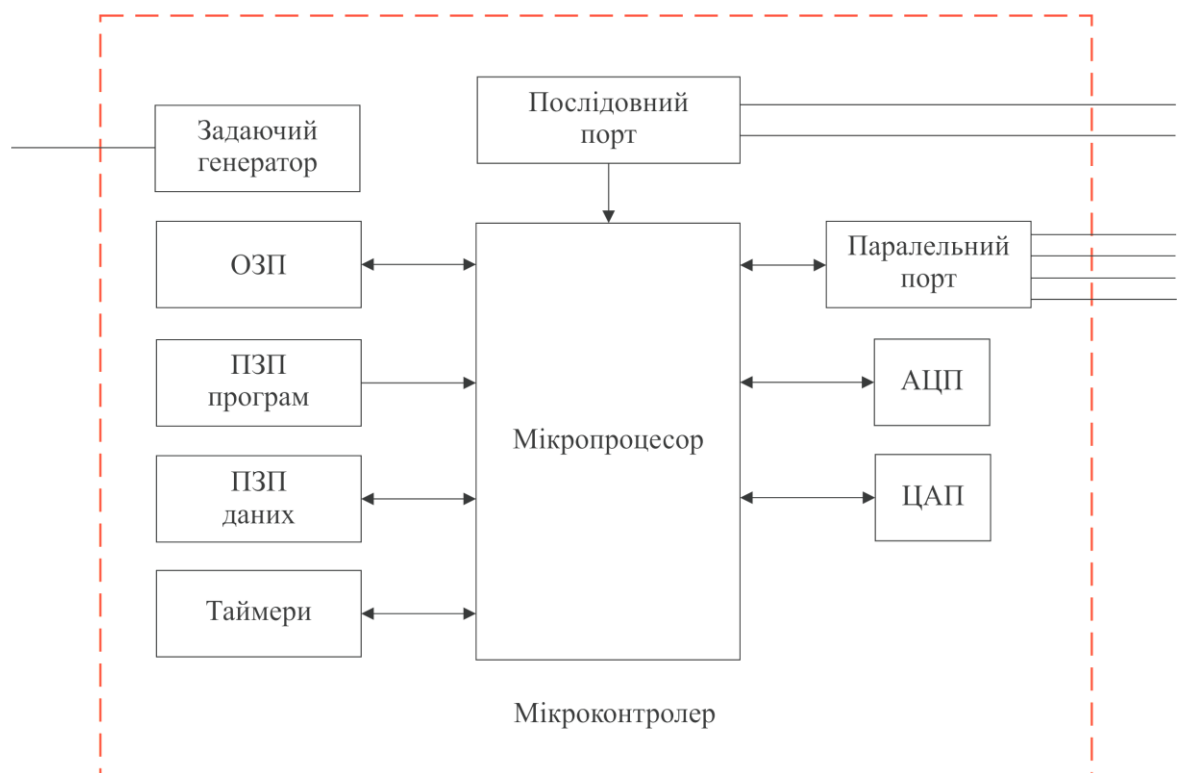 Послідовний
порт
Задаючий
генератор
ОЗП
Паралельний
порт
ПЗП
програм
АЦП
Мікропроцесор
ПЗП
даних
ЦАП
Таймери
Мікроконтролер